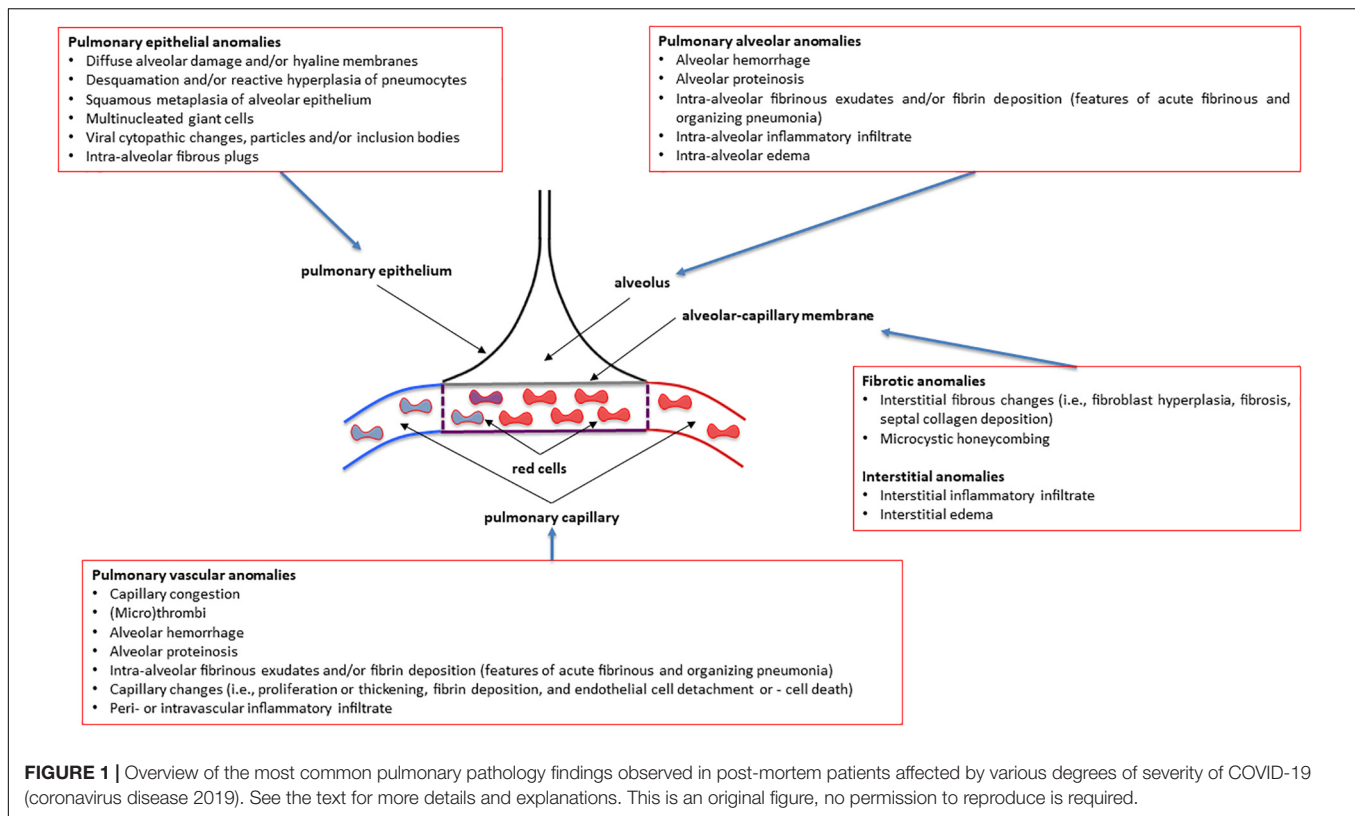 Pulmonary epithelial anomalies
• Diffuse alveolar damage and/or hyaline membranes
• Desquamation and/or reactive hyperplasia of pneumocytes
• Squamous metaplasia of alveolar epithelium
• Multinucleated giant cells
• Viral cytopathic changes, particles and/or inclusion bodies
• Intra-alveolar fibrous plugs
Pulmonary alveolar anomalies
• Alveolar hemorrhage
• Alveolar proteinosis
• Intra-alveolar fibrinous exudates and/or fibrin deposition (features of acute fibrinous and
organizing pneumonia)
• Intra-alveolar inflammatory infiltrate
• Intra-alveolar edema
pulmonary epithelium
alveolus
alveolar-capillary membrane
Fibrotic anomalies
• Interstitial fibrous changes (i.e., fibroblast hyperplasia, fibrosis,
septal collagen deposition)
• Microcystic honeycombing
Interstitial anomalies
• Interstitial inflammatory infiltrate
• Interstitial edema
red cells
pulmonary capillary
Pulmonary vascular anomalies
• Capillary congestion
• (Micro)thrombi
• Alveolar hemorrhage
• Alveolar proteinosis
• Intra-alveolar fibrinous exudates and/or fibrin deposition (features of acute fibrinous and organizing pneumonia)
• Capillary changes (i.e., proliferation or thickening, fibrin deposition, and endothelial cell detachment or - cell death)
• Peri- or intravascular inflammatory infiltrate
FIGURE 1 | Overview of the most common pulmonary pathology findings observed in post-mortem patients affected by various degrees of severity of COVID-19
(coronavirus disease 2019). See the text for more details and explanations. This is an original figure, no permission to reproduce is required.